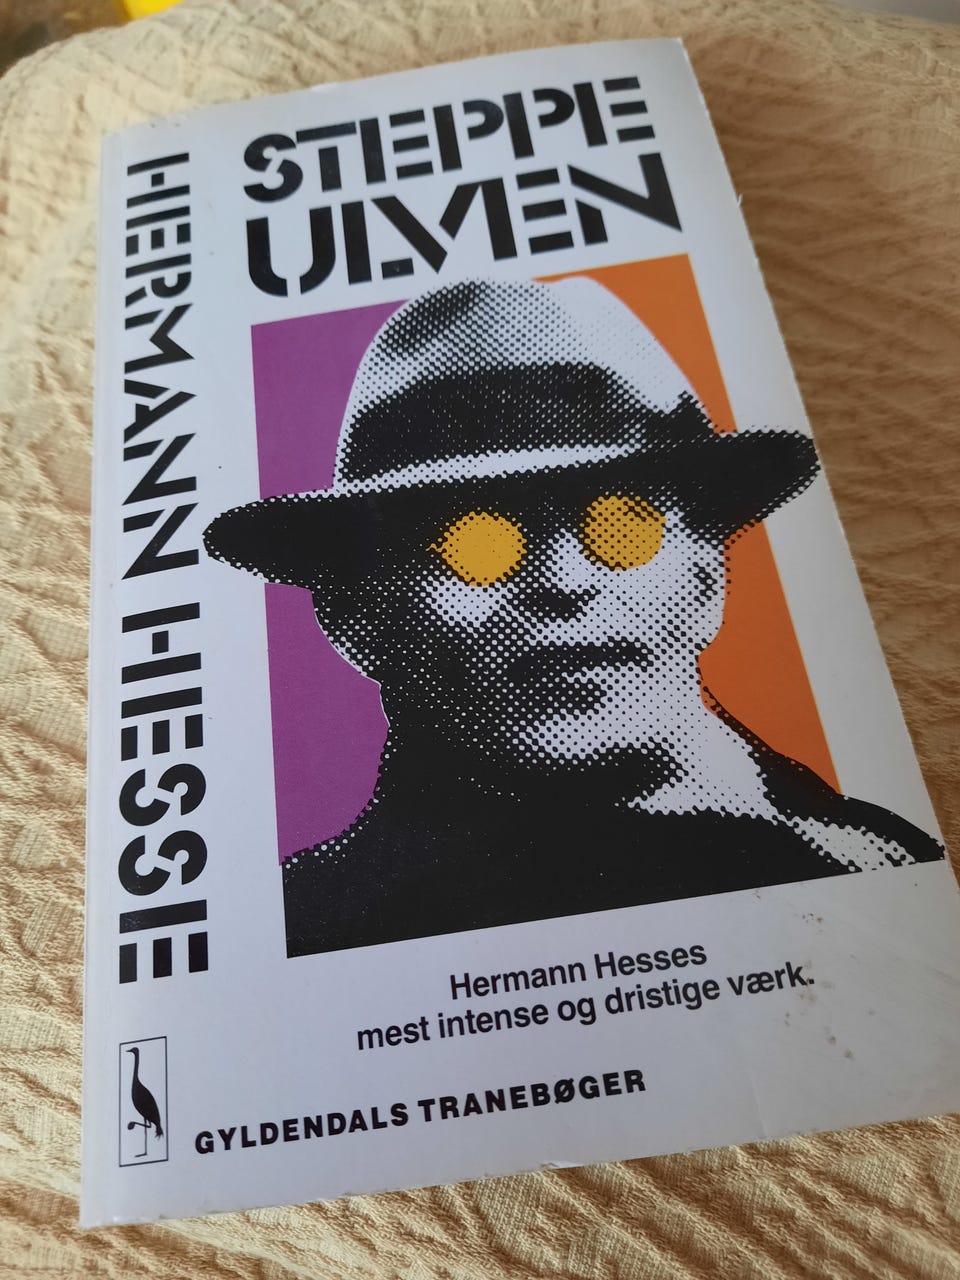 STEPPE
ULVEN
HERMANN HESSE
Hermann Hesses
mest intense og dristige værk.
GYLDENDALS TRANEBØGER